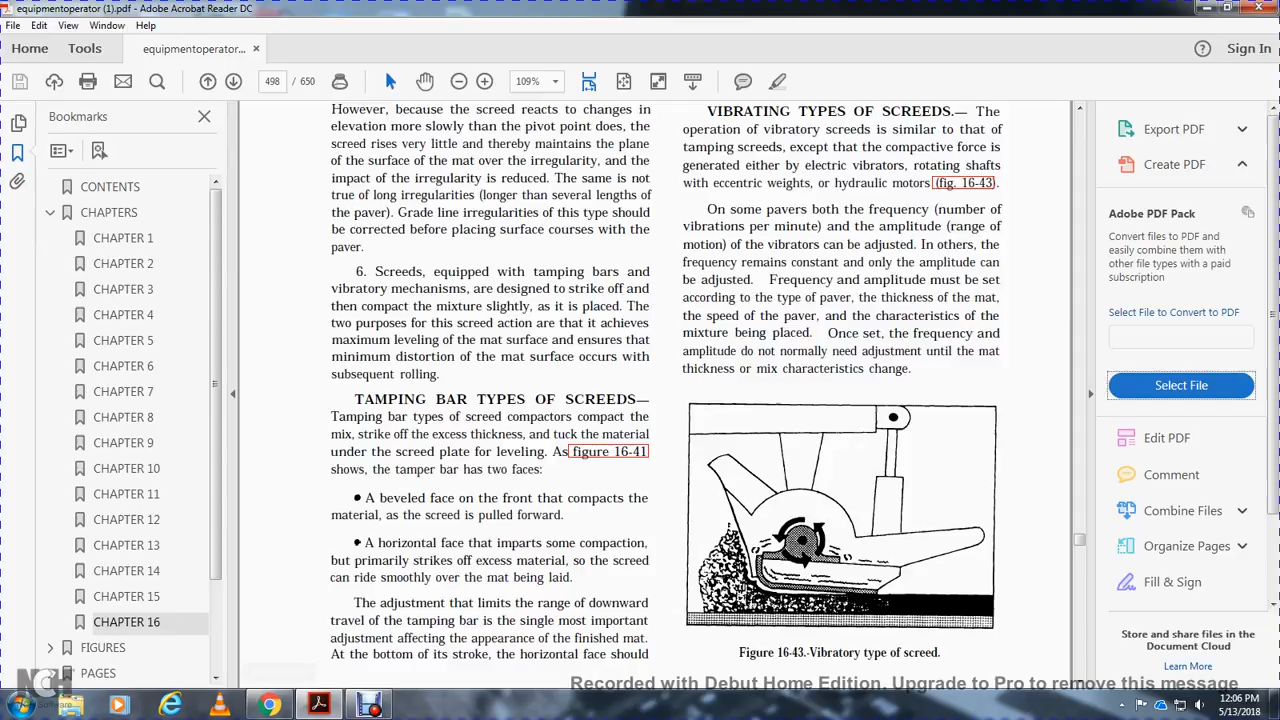 equipmentoperator (1).pdf - Adobe Acrobat Reader DC
File Edit View Window Help
Home Tools equipmentoperator... × Sign In
498 / 650 109%
Bookmarks
CONTENTS
CHAPTERS
CHAPTER 1
CHAPTER 2
CHAPTER 3
CHAPTER 4
CHAPTER 5
CHAPTER 6
CHAPTER 7
CHAPTER 8
CHAPTER 9
CHAPTER 10
CHAPTER 11
CHAPTER 12
CHAPTER 13
CHAPTER 14
CHAPTER 15
CHAPTER 16
FIGURES
PAGES
However, because the screed reacts to changes in
elevation more slowly than the pivot point does, the
screed rises very little and thereby maintains the plane
of the surface of the mat over the irregularity, and the
impact of the irregularity is reduced. The same is not
true of long irregularities (longer than several lengths of
the paver). Grade line irregularities of this type should
be corrected before placing surface courses with the
paver.
6. Screeds, equipped with tamping bars and
vibratory mechanisms, are designed to strike off and
then compact the mixture slightly, as it is placed. The
two purposes for this screed action are that it achieves
maximum leveling of the mat surface and ensures that
minimum distortion of the mat surface occurs with
subsequent rolling.
TAMPING BAR TYPES OF SCREEDS—
Tamping bar types of screed compactors compact the
mix, strike off the excess thickness, and tuck the material
under the screed plate for leveling. As figure 16-41
shows, the tamper bar has two faces:
● A beveled face on the front that compacts the
material, as the screed is pulled forward.
● A horizontal face that imparts some compaction,
but primarily strikes off excess material, so the screed
can ride smoothly over the mat being laid.
The adjustment that limits the range of downward
travel of the tamping bar is the single most important
adjustment affecting the appearance of the finished mat.
At the bottom of its stroke, the horizontal face should
VIBRATING TYPES OF SCREEDS.— The
operation of vibratory screeds is similar to that of
tamping screeds, except that the compactive force is
generated either by electric vibrators, rotating shafts
with eccentric weights, or hydraulic motors (fig. 16-43).
On some pavers both the frequency (number of
vibrations per minute) and the amplitude (range of
motion) of the vibrators can be adjusted. In others, the
frequency remains constant and only the amplitude can
be adjusted. Frequency and amplitude must be set
according to the type of paver, the thickness of the mat,
the speed of the paver, and the characteristics of the
mixture being placed. Once set, the frequency and
amplitude do not normally need adjustment until the mat
thickness or mix characteristics change.
Figure 16-43.-Vibratory type of screed.
Export PDF
Create PDF
Adobe PDF Pack
Convert files to PDF and
easily combine them with
other file types with a paid
subscription
Select File to Convert to PDF
Select File
Edit PDF
Comment
Combine Files
Organize Pages
Fill & Sign
Store and share files in the
Document Cloud
Learn More
NCH Software
Recorded with Debut Home Edition. Upgrade to Pro to remove this message
12:06 PM
5/13/2018